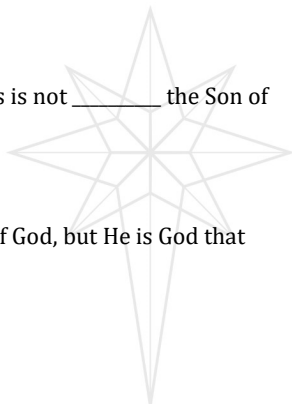 s is not _________ the Son of
f God, but He is God that